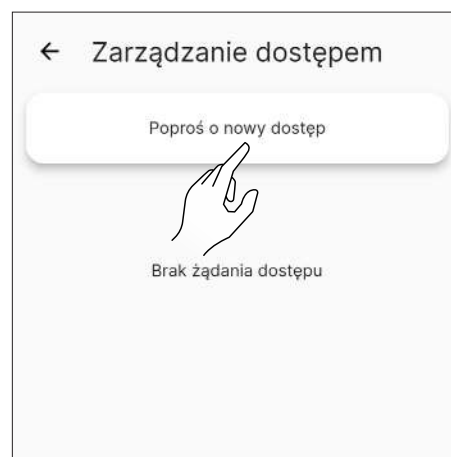 Zarządzanie dostępem
Poproś o nowy dostęp
Brak żądania dostępu